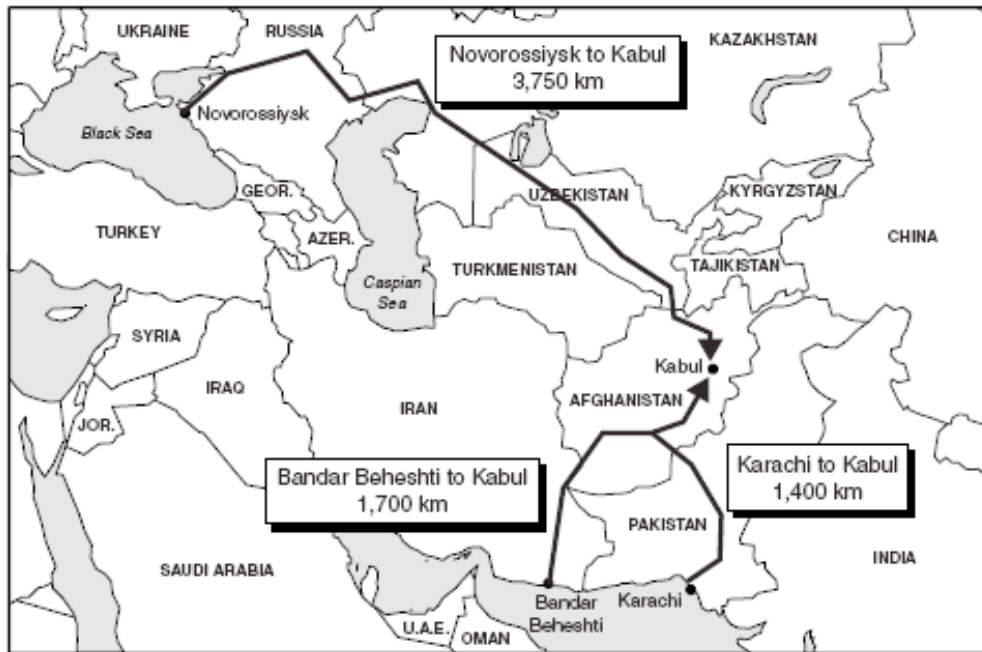 UKRAINE
RUSSIA
KAZAKHSTAN
Novorossiysk to Kabul
3,750 km
Novorossiysk
Black Sea
GEOR.
UZBEKISTAN
KYRGYZSTAN
TURKEY
AZER.
CHINA
TURKMENISTAN
TAJIKISTAN
Caspian
Sea
SYRIA
Kabul
IRAQ
IRAN
AFGHANISTAN
JOR.
Bandar Beheshti to Kabul
1,700 km
Karachi to Kabul
1,400 km
PAKISTAN
SAUDI ARABIA
INDIA
Bandar
Beheshti
Karachi
U.A.E.
OMAN